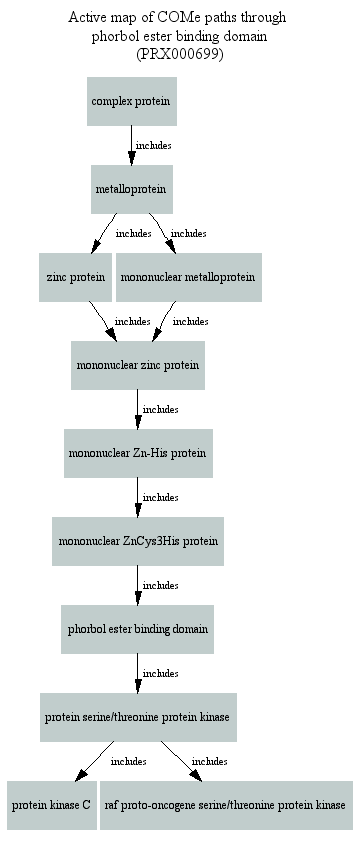 Active map of COMe paths through
phorbol ester binding domain
(PRX000699)
complex protein
includes
metalloprotein
includes includes
zinc protein mononuclear metalloprotein
includes includes
mononuclear zinc protein
includes
mononuclear Zn-His protein
includes
mononuclear ZnCys3His protein
includes
phorbol ester binding domain
includes
protein serine/threonine protein kinase
includes includes
protein kinase C raf proto-oncogene serine/threonine protein kinase